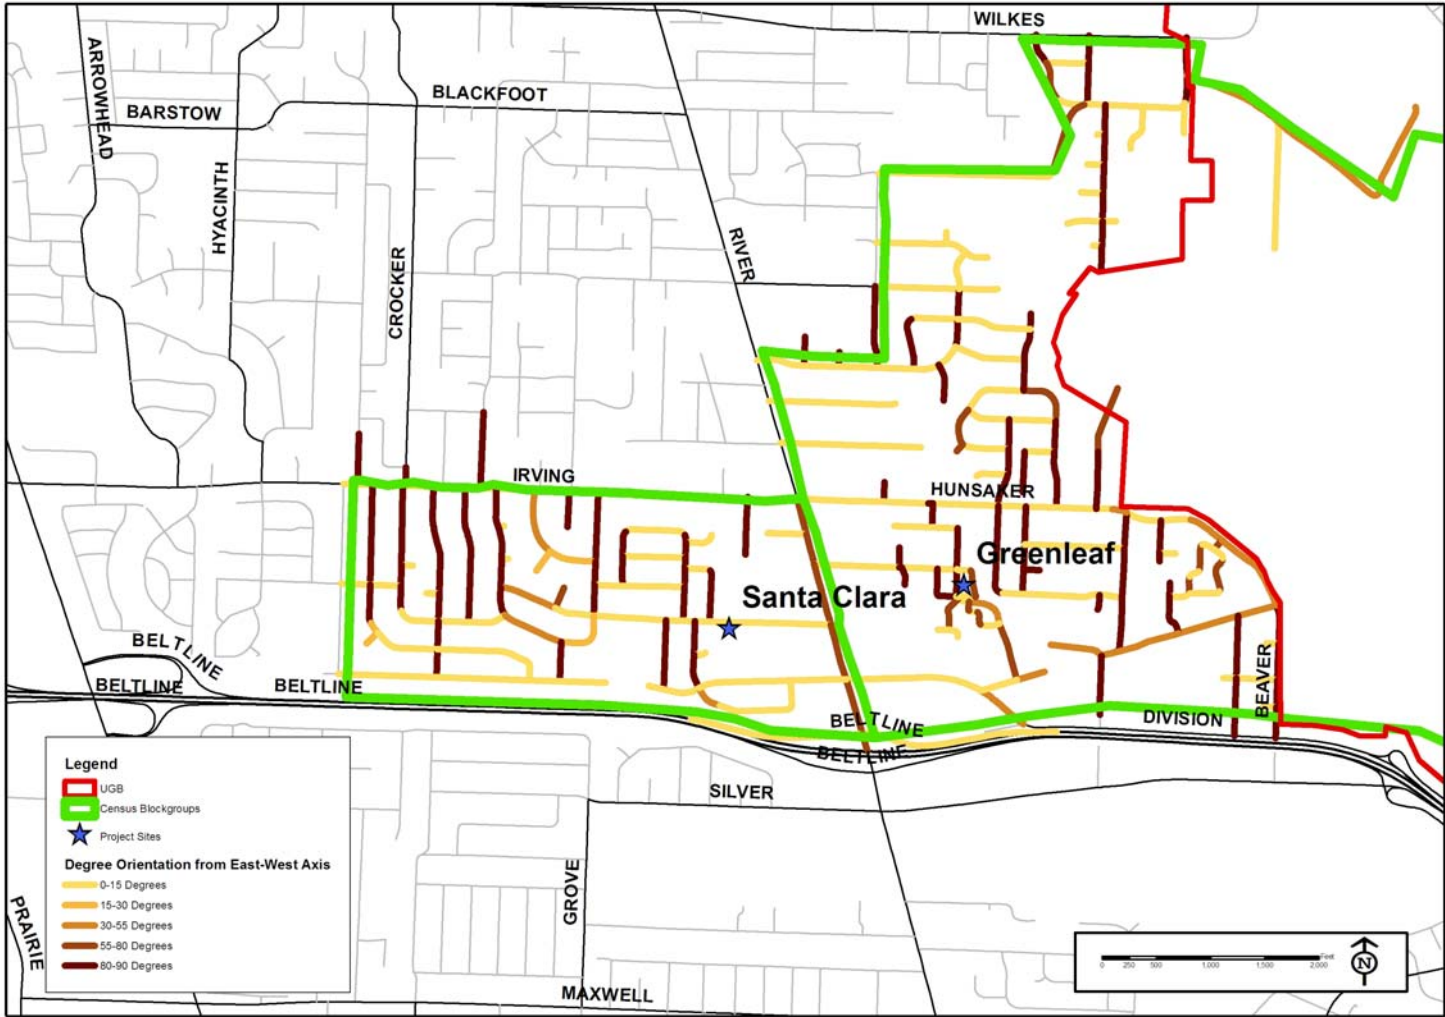 WILKES
ARROWHEAD
BARSTOW
BLACKFOOT
HYACINTH
CROCKER
RIVER
IRVING
HUNSAKER
Greenleaf
Santa Clara
BELTLINE
BELTLINE
BELTLINE
BELTLINE
BELTLINE
DIVISION
BEAVER
SILVER
GROVE
PRAIRIE
MAXWELL
Legend
UGB
Census Blockgroups
Project Sites
Degree Orientation from East-West Axis
0-15 Degrees
15-30 Degrees
30-55 Degrees
55-80 Degrees
80-90 Degrees
0 250 500 1,000 1,500 2,000 Feet
N